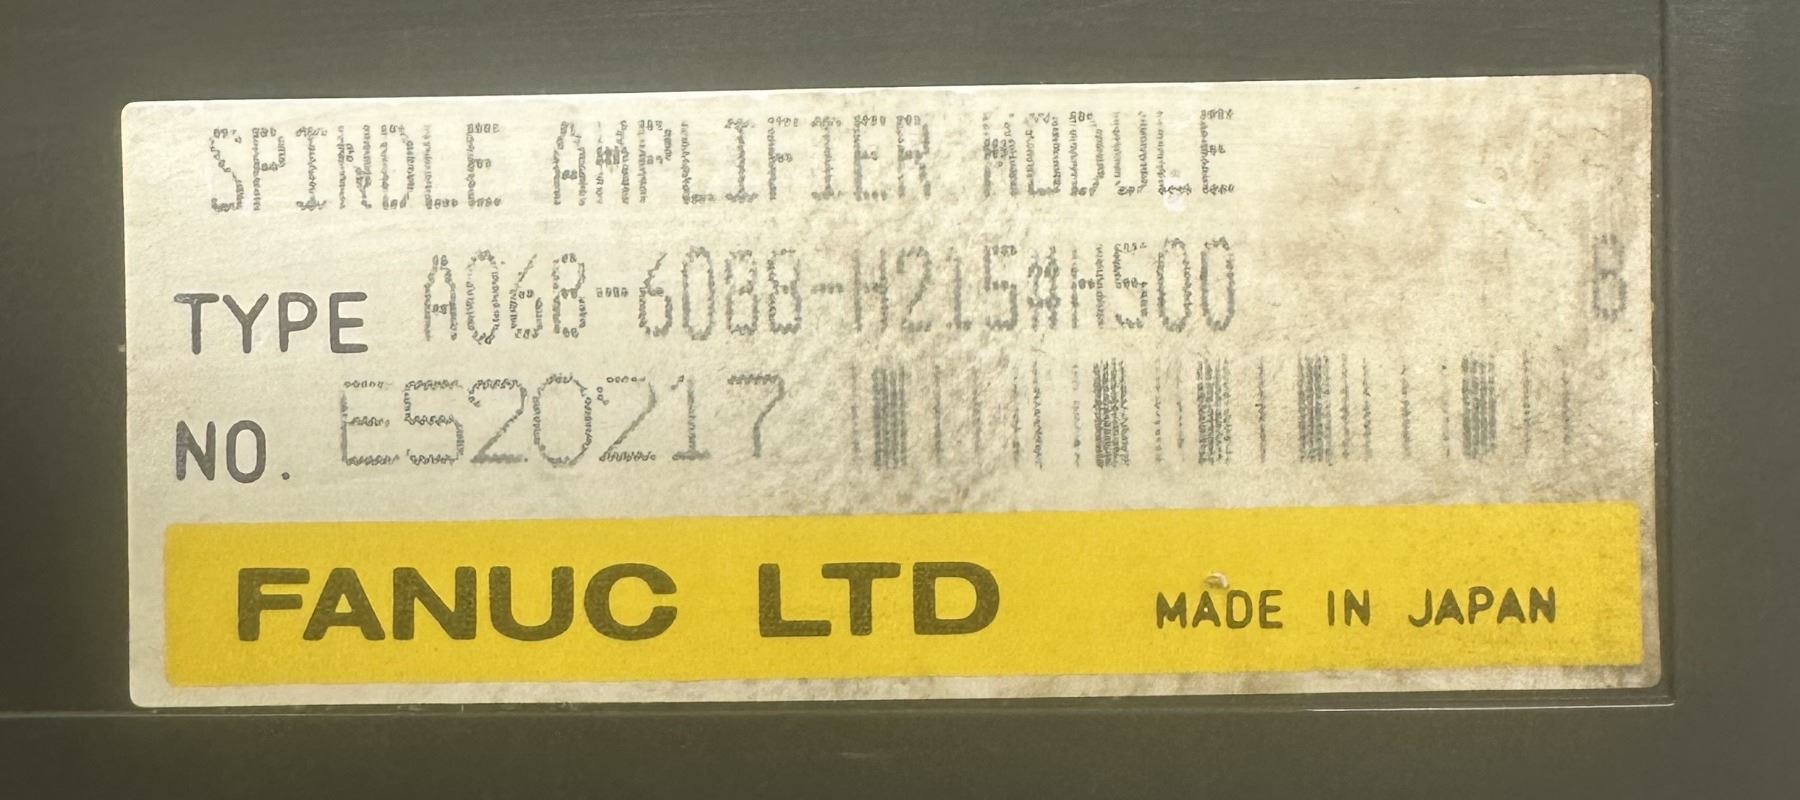 SPINDLE AMPLIFIER MODULE
TYPE A06B-6088-H215#H500 B
NO. E520217
FANUC LTD MADE IN JAPAN